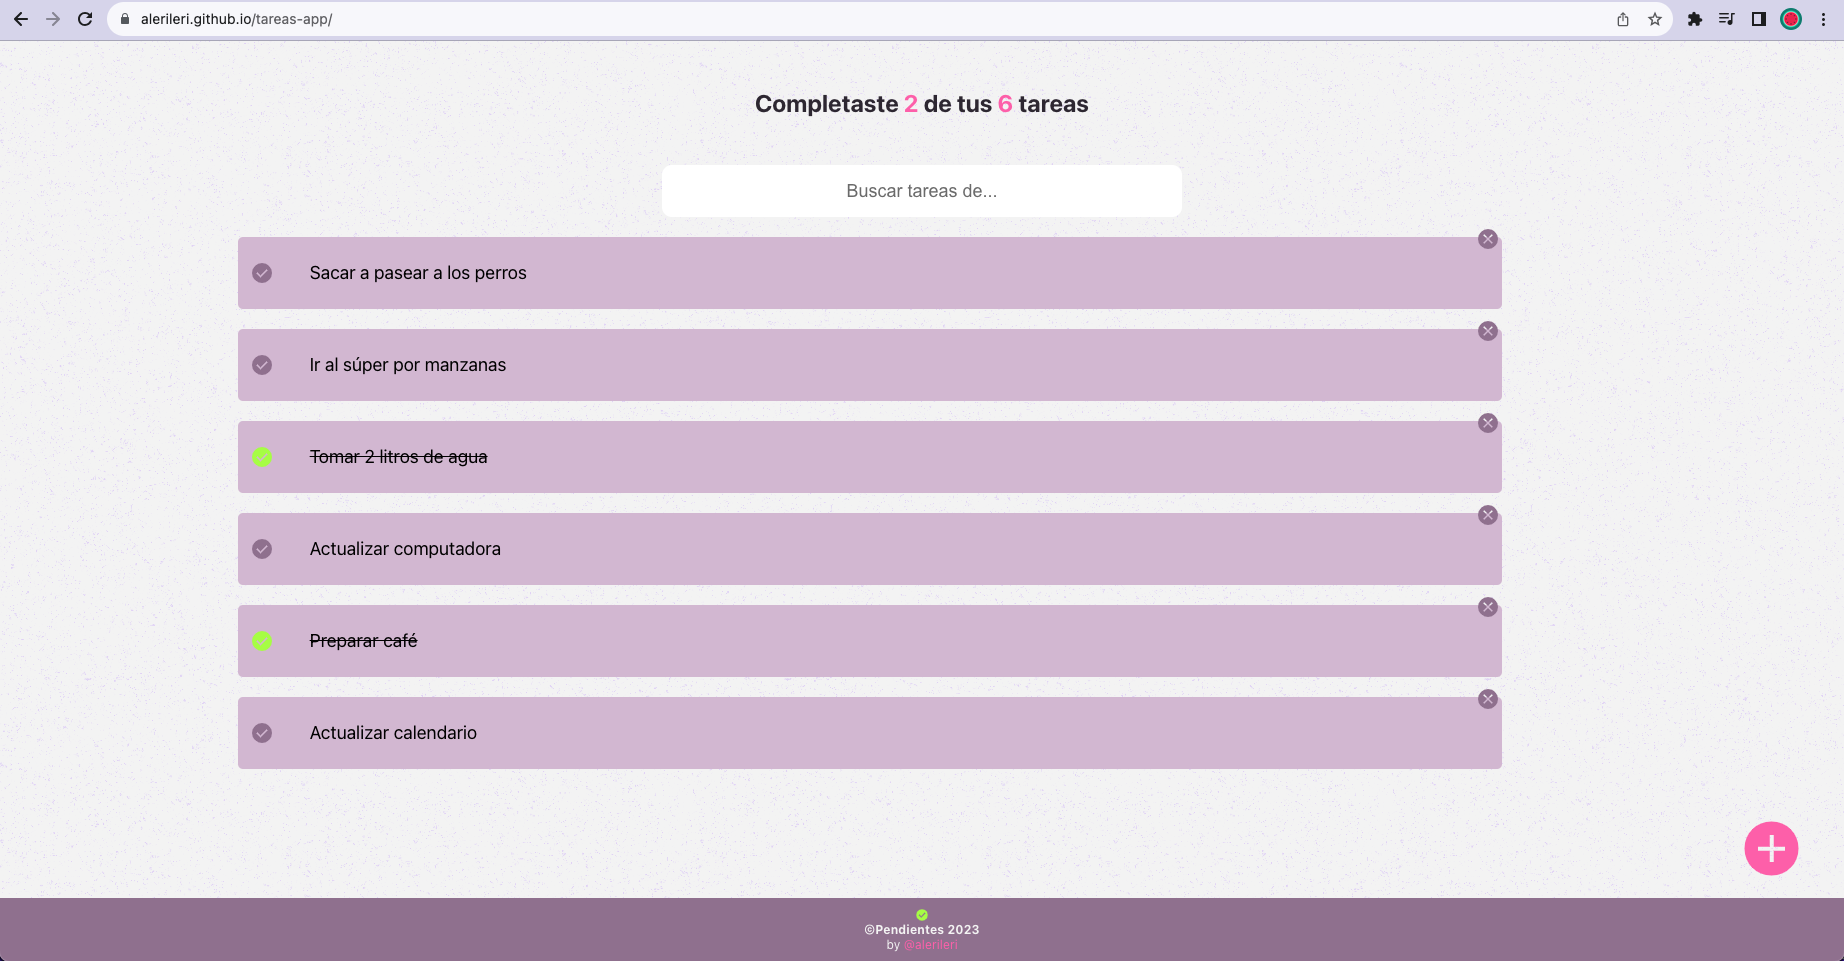 alerileri.github.io/tareas-app/
Completaste 2 de tus 6 tareas
Buscar tareas de...
Sacar a pasear a los perros
Ir al súper por manzanas
Tomar 2 litros de agua
Actualizar computadora
Preparar café
Actualizar calendario
©Pendientes 2023
by @alerileri